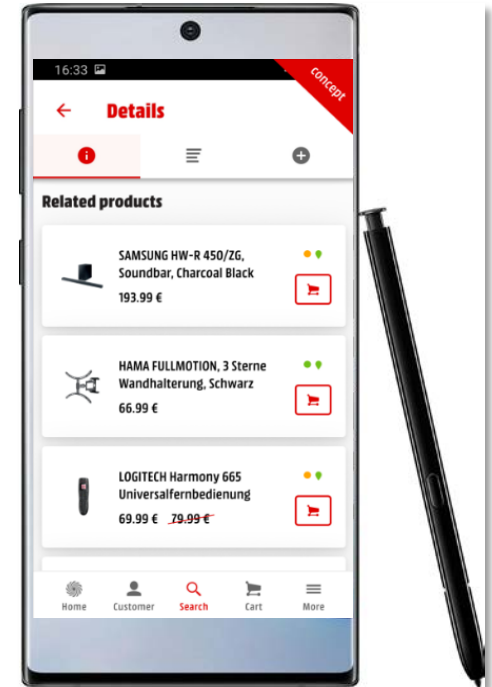 16:33
concept
Details
Related products
SAMSUNG HW-R 450/ZG,
Soundbar, Charcoal Black
193.99 €
HAMA FULLMOTION, 3 Sterne
Wandhalterung, Schwarz
66.99 €
LOGITECH Harmony 665
Universalfernbedienung
69.99 € 79.99 €
Home Customer Search Cart More